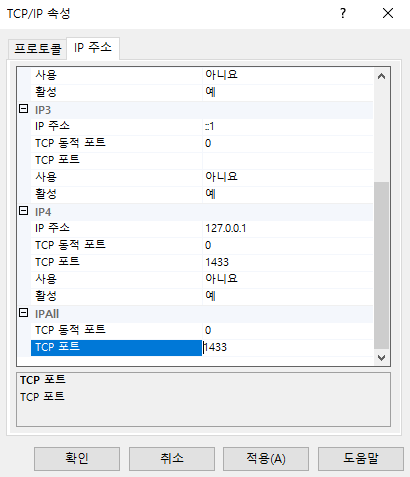 TCP/IP 속성
프로토콜 IP 주소
사용 아니요
활성 예
IP3
IP 주소 ::1
TCP 동적 포트 0
TCP 포트
사용 아니요
활성 예
IP4
IP 주소 127.0.0.1
TCP 동적 포트 0
TCP 포트 1433
사용 아니요
활성 예
IPAll
TCP 동적 포트 0
TCP 포트 1433
TCP 포트
TCP 포트
확인 취소 적용(A) 도움말